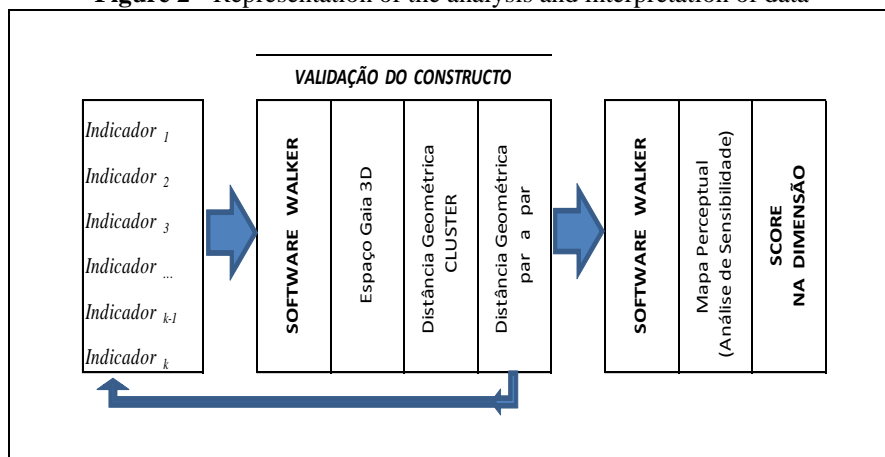 Figure 2 - Representation of the analysis and interpretation of data
VALIDAÇÃO DO CONSTRUCTO
Indicador 1
Indicador 2
Indicador 3
Indicador ...
Indicador k-1
Indicador k
SOFTWARE WALKER
Espaço Gaia 3D
Distância Geométrica
CLUSTER
Distância Geométrica
par a par
SOFTWARE WALKER
Mapa Perceptual
(Análise de Sensibilidade)
SCORE
NA DIMENSÃO